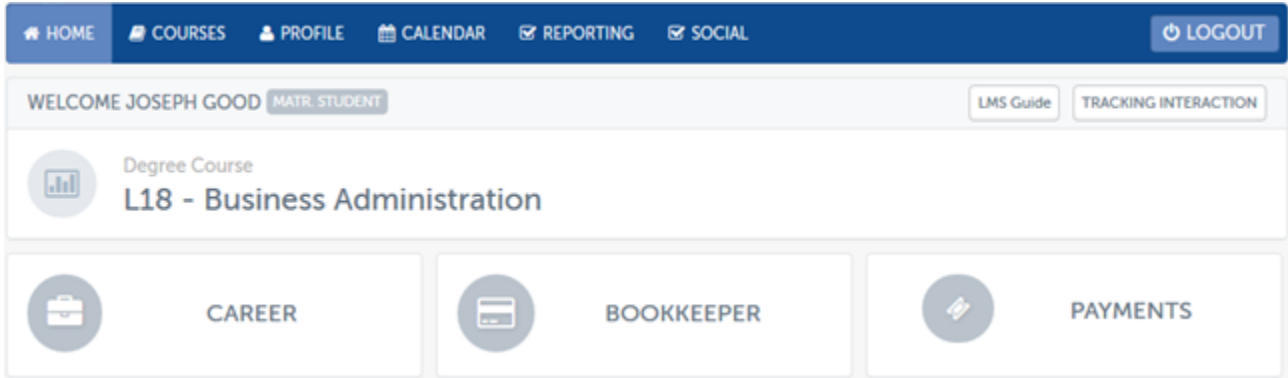 HOME COURSES PROFILE CALENDAR REPORTING SOCIAL LOGOUT
WELCOME JOSEPH GOOD MATR. STUDENT LMS Guide TRACKING INTERACTION
Degree Course
L18 - Business Administration
CAREER BOOKKEEPER PAYMENTS